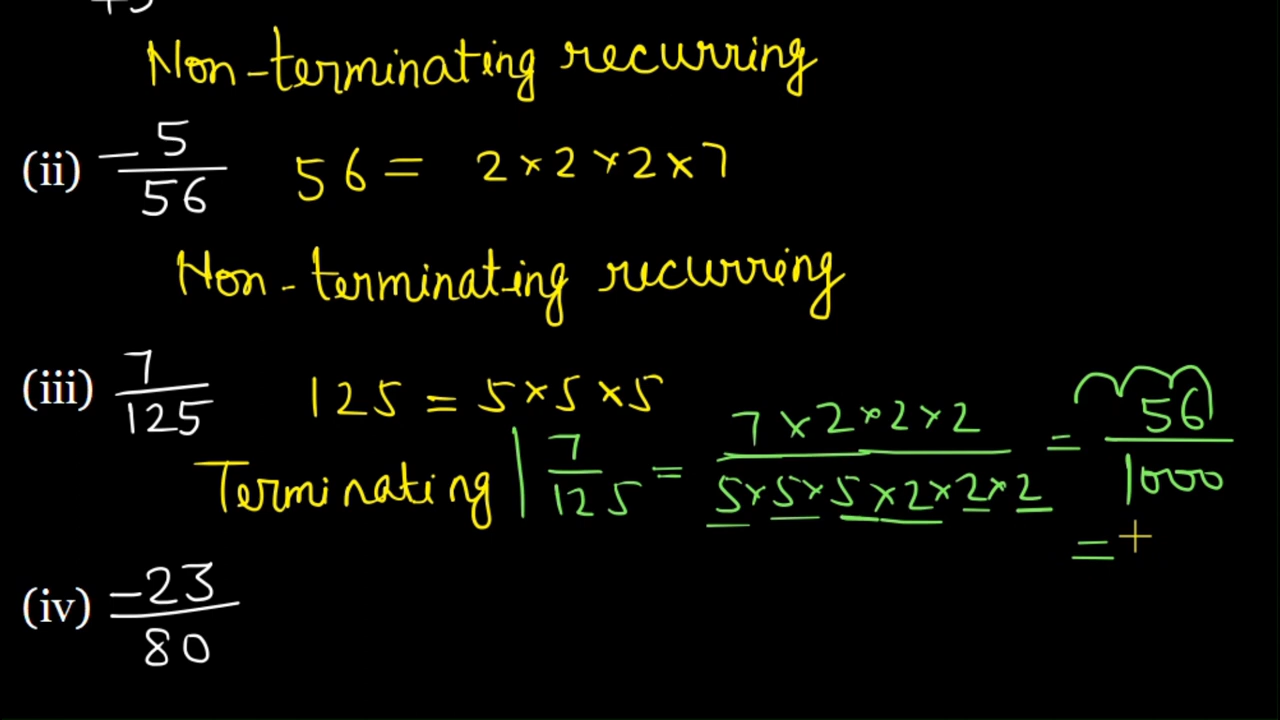 Non-terminating recurring
(ii) -5/56 56 = 2×2×2×7
Non-terminating recurring
(iii) 7/125 125 = 5×5×5
Terminating | 7/125 = 7×2×2×2/5×5×5×2×2×2 = 56/1000
=
(iv) -23/80